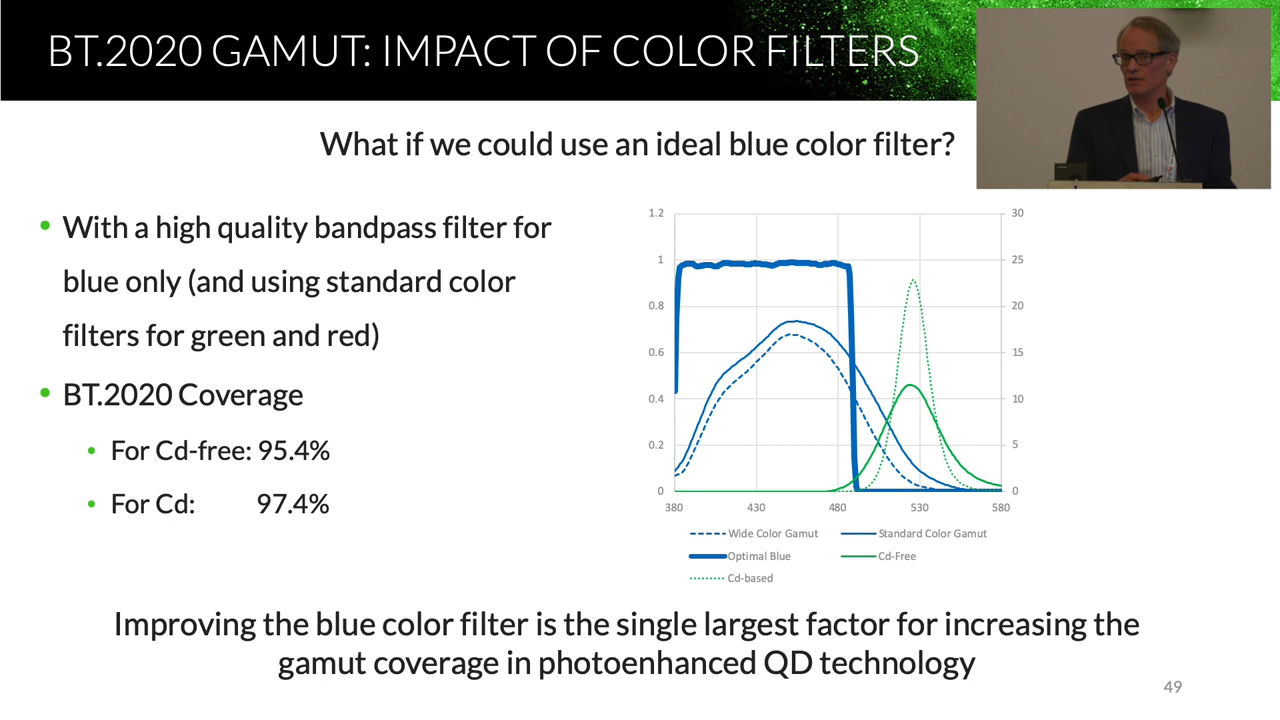 BT.2020 GAMUT: IMPACT OF COLOR FILTERS
What if we could use an ideal blue color filter?
• With a high quality bandpass filter for
blue only (and using standard color
filters for green and red)
• BT.2020 Coverage
• For Cd-free: 95.4%
• For Cd: 97.4%
1.2
1
0.8
0.6
0.4
0.2
0
30
25
20
15
10
5
0
380 430 480 530 580
Wide Color Gamut Standard Color Gamut
Optimal Blue Cd-Free
Cd-based
Improving the blue color filter is the single largest factor for increasing the
gamut coverage in photoenhanced QD technology
49